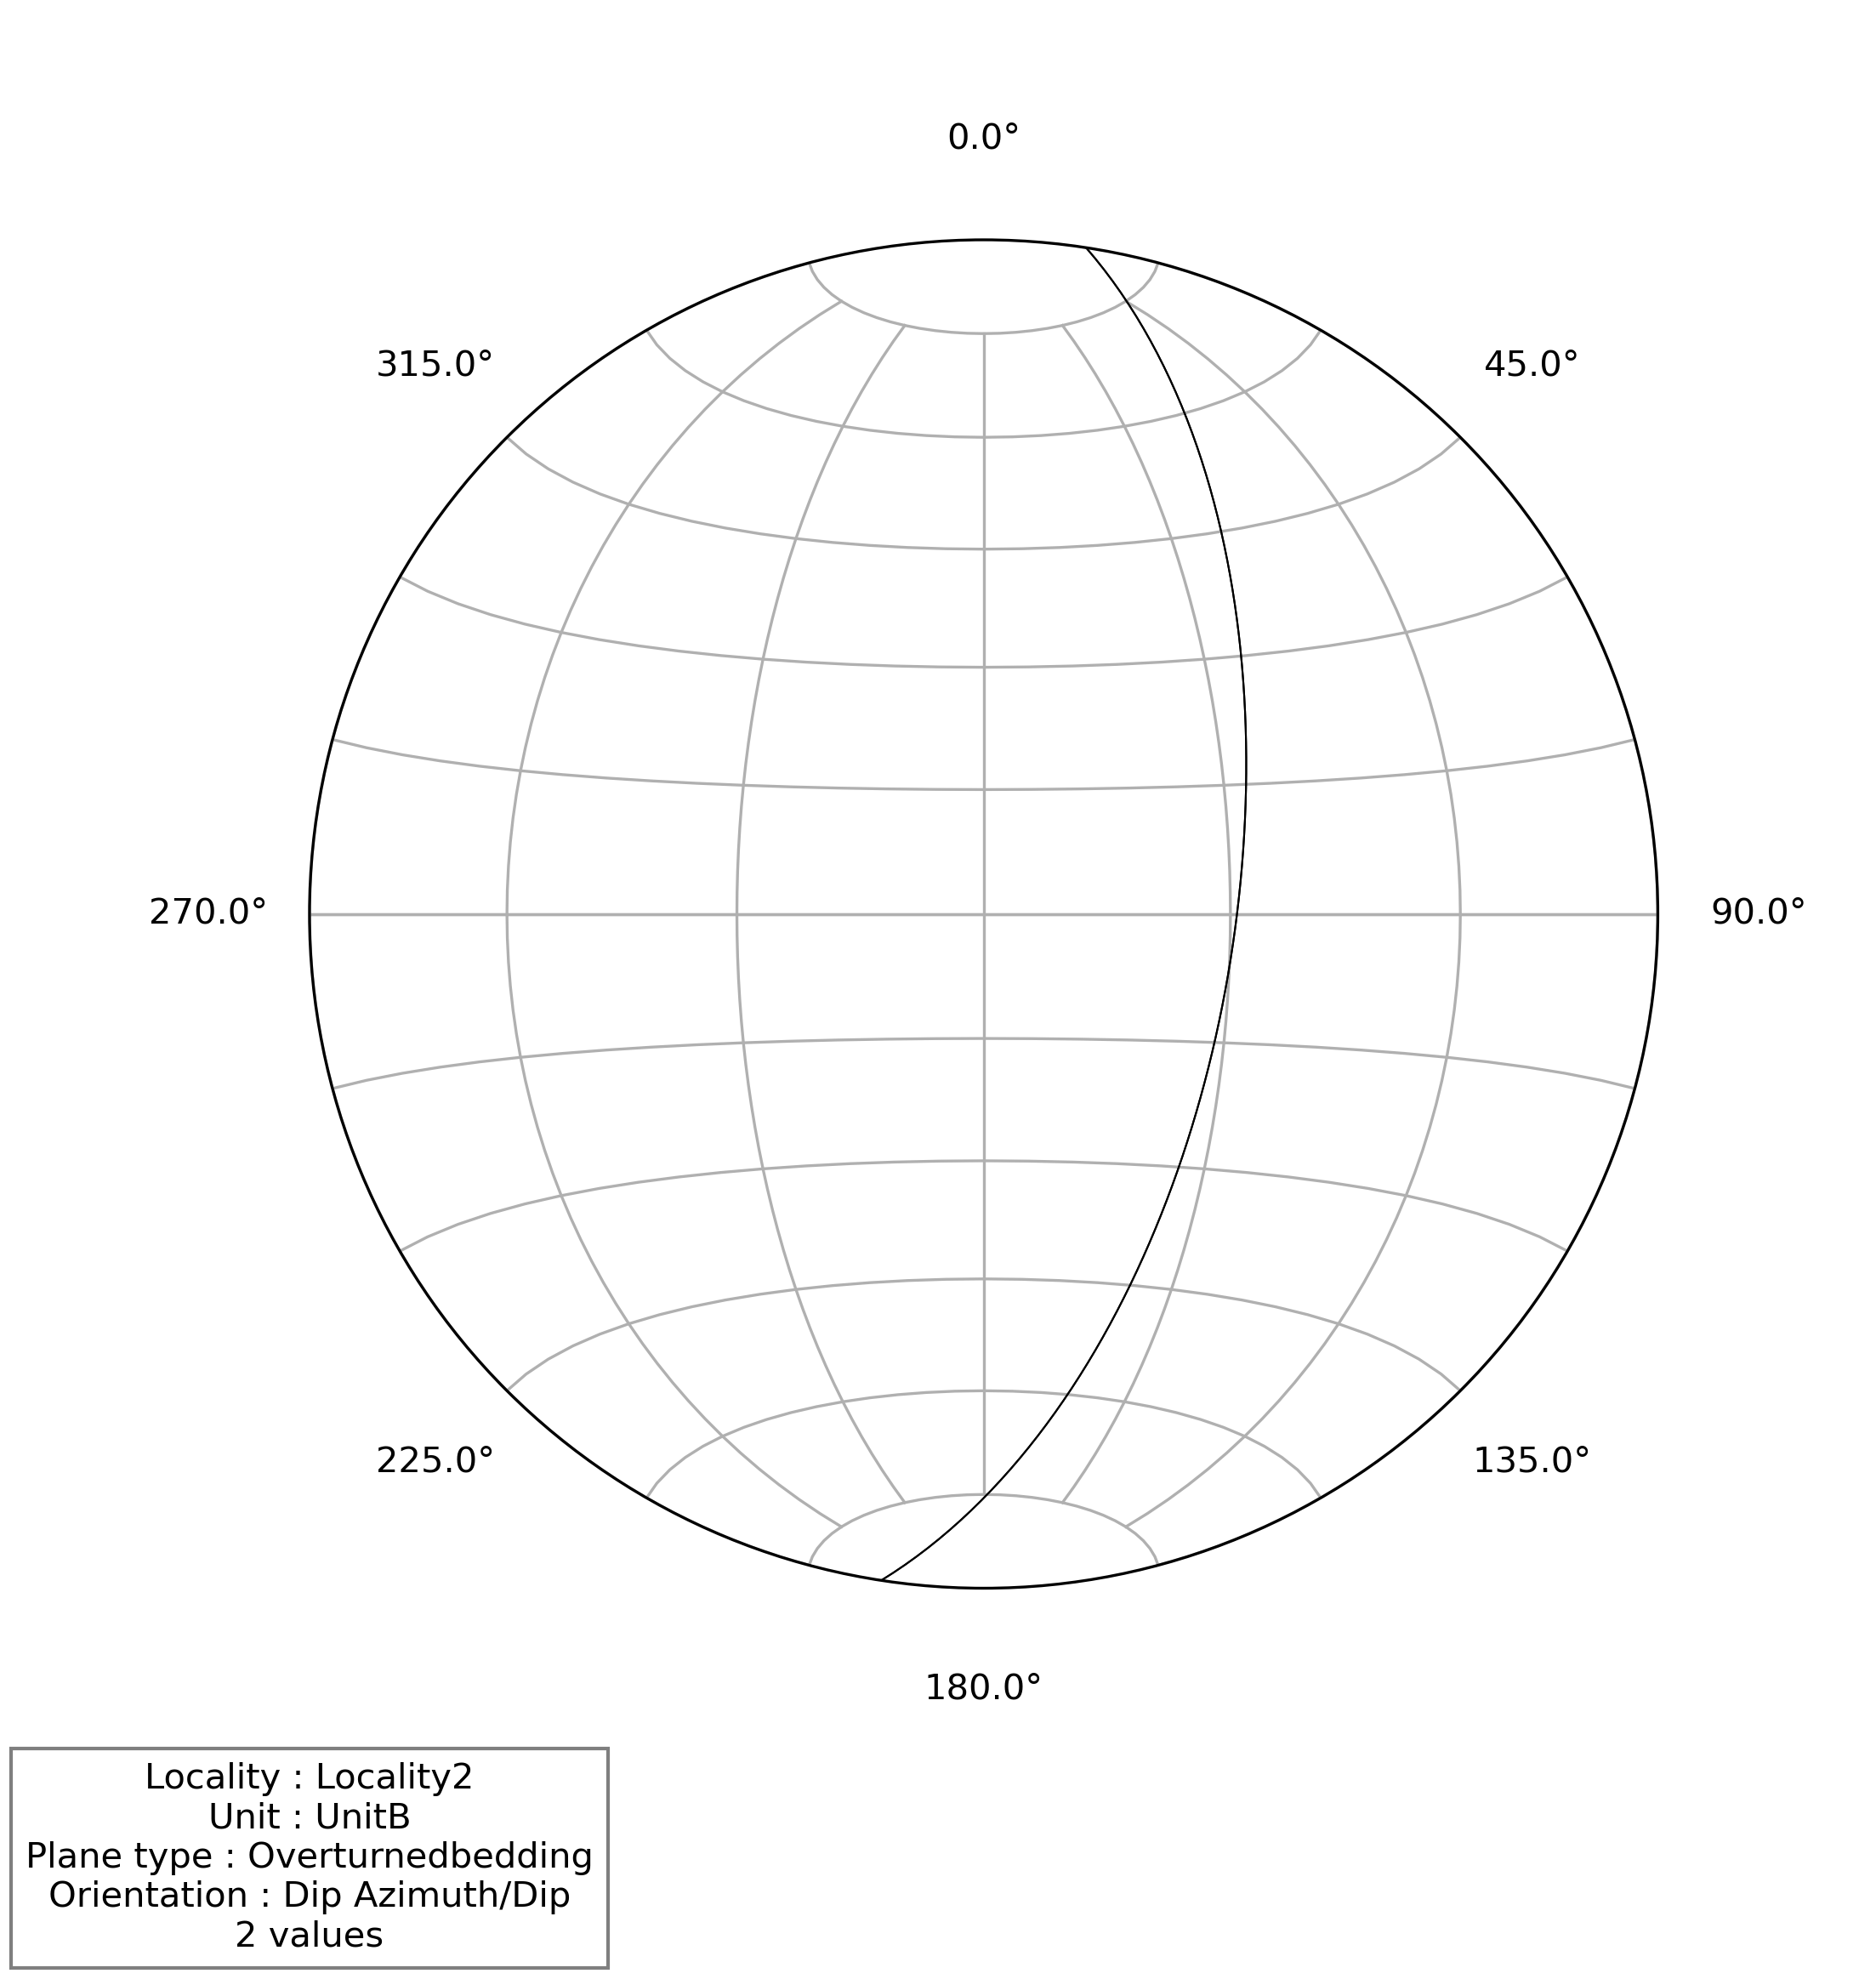 0.0°
315.0°
45.0°
270.0°
90.0°
225.0°
135.0°
180.0°
Locality : Locality2
Unit : UnitB
Plane type : Overturnedbedding
Orientation : Dip Azimuth/Dip
2 values